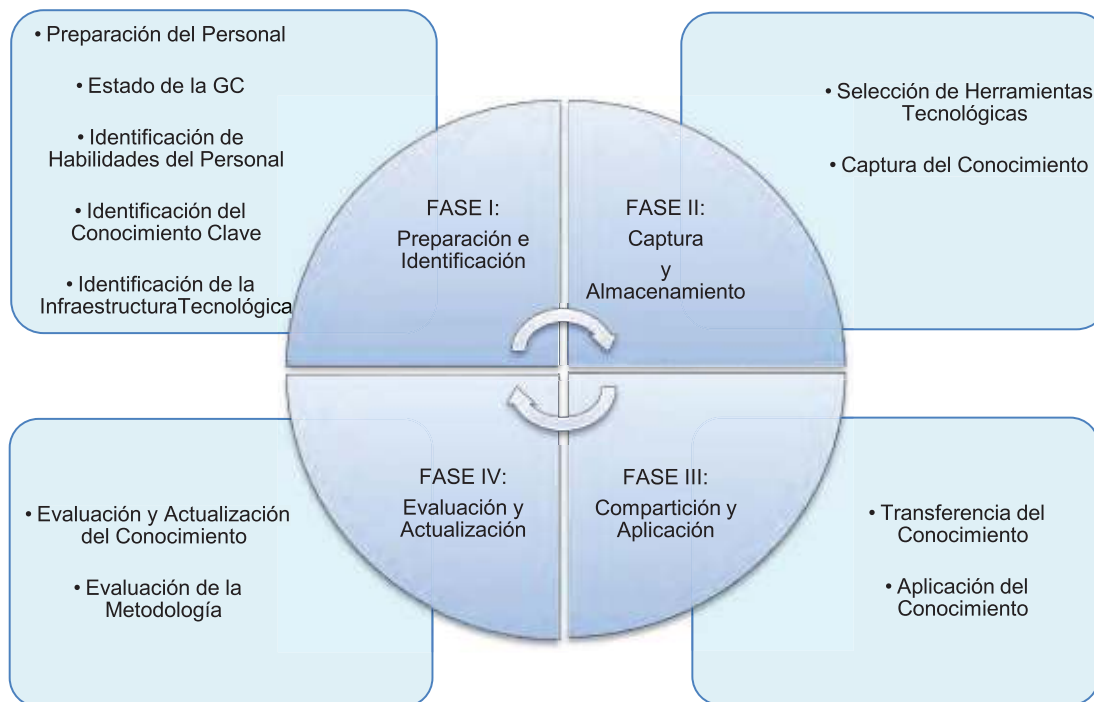 • Preparación del Personal
• Estado de la GC
• Identificación de
Habilidades del Personal
• Identificación del
Conocimiento Clave
• Identificación de la
InfraestructuraTecnológica
FASE I:
Preparación e
Identificación
FASE II:
Captura
y
Almacenamiento
• Selección de Herramientas
Tecnológicas
• Captura del Conocimiento
• Evaluación y Actualización
del Conocimiento
• Evaluación de la
Metodología
FASE IV:
Evaluación y
Actualización
FASE III:
Compartición y
Aplicación
• Transferencia del
Conocimiento
• Aplicación del
Conocimiento